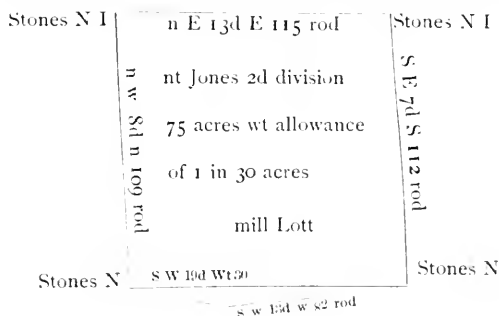 Stones N I
n E 13d E 115 rod
Stones N I
n w 8d n 109 rod
nt Jones 2d division
75 acres wt allowance
of 1 in 30 acres
mill Lott
S E 7d S 112 rod
Stones N
S W 19d Wt 30
Stones N
S W 13d W 82 rod